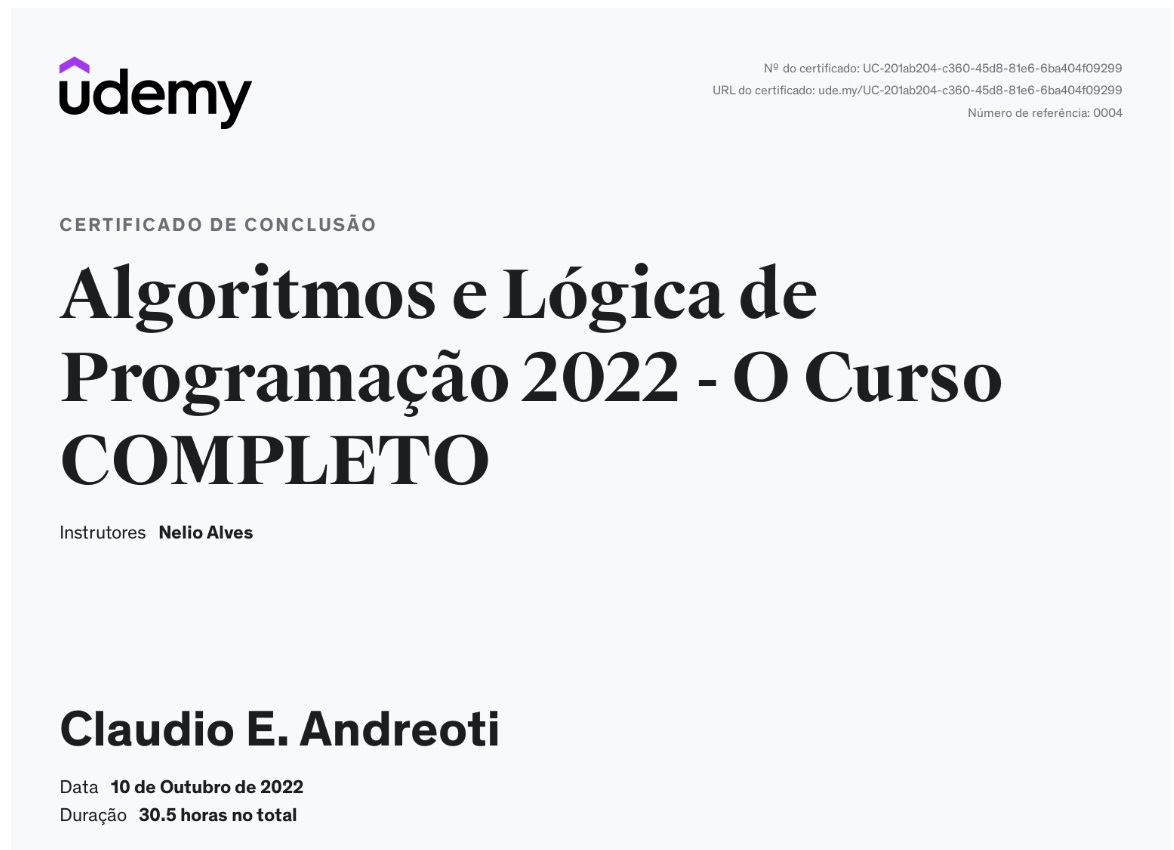 udemy
Nº do certificado: UC-201ab204-c360-45d8-81e6-6ba404f09299
URL do certificado: ude.my/UC-201ab204-c360-45d8-81e6-6ba404f09299
Número de referência: 0004
CERTIFICADO DE CONCLUSÃO
Algoritmos e Lógica de
Programação 2022 - O Curso
COMPLETO
Instrutores Nelio Alves
Claudio E. Andreoti
Data 10 de Outubro de 2022
Duração 30.5 horas no total